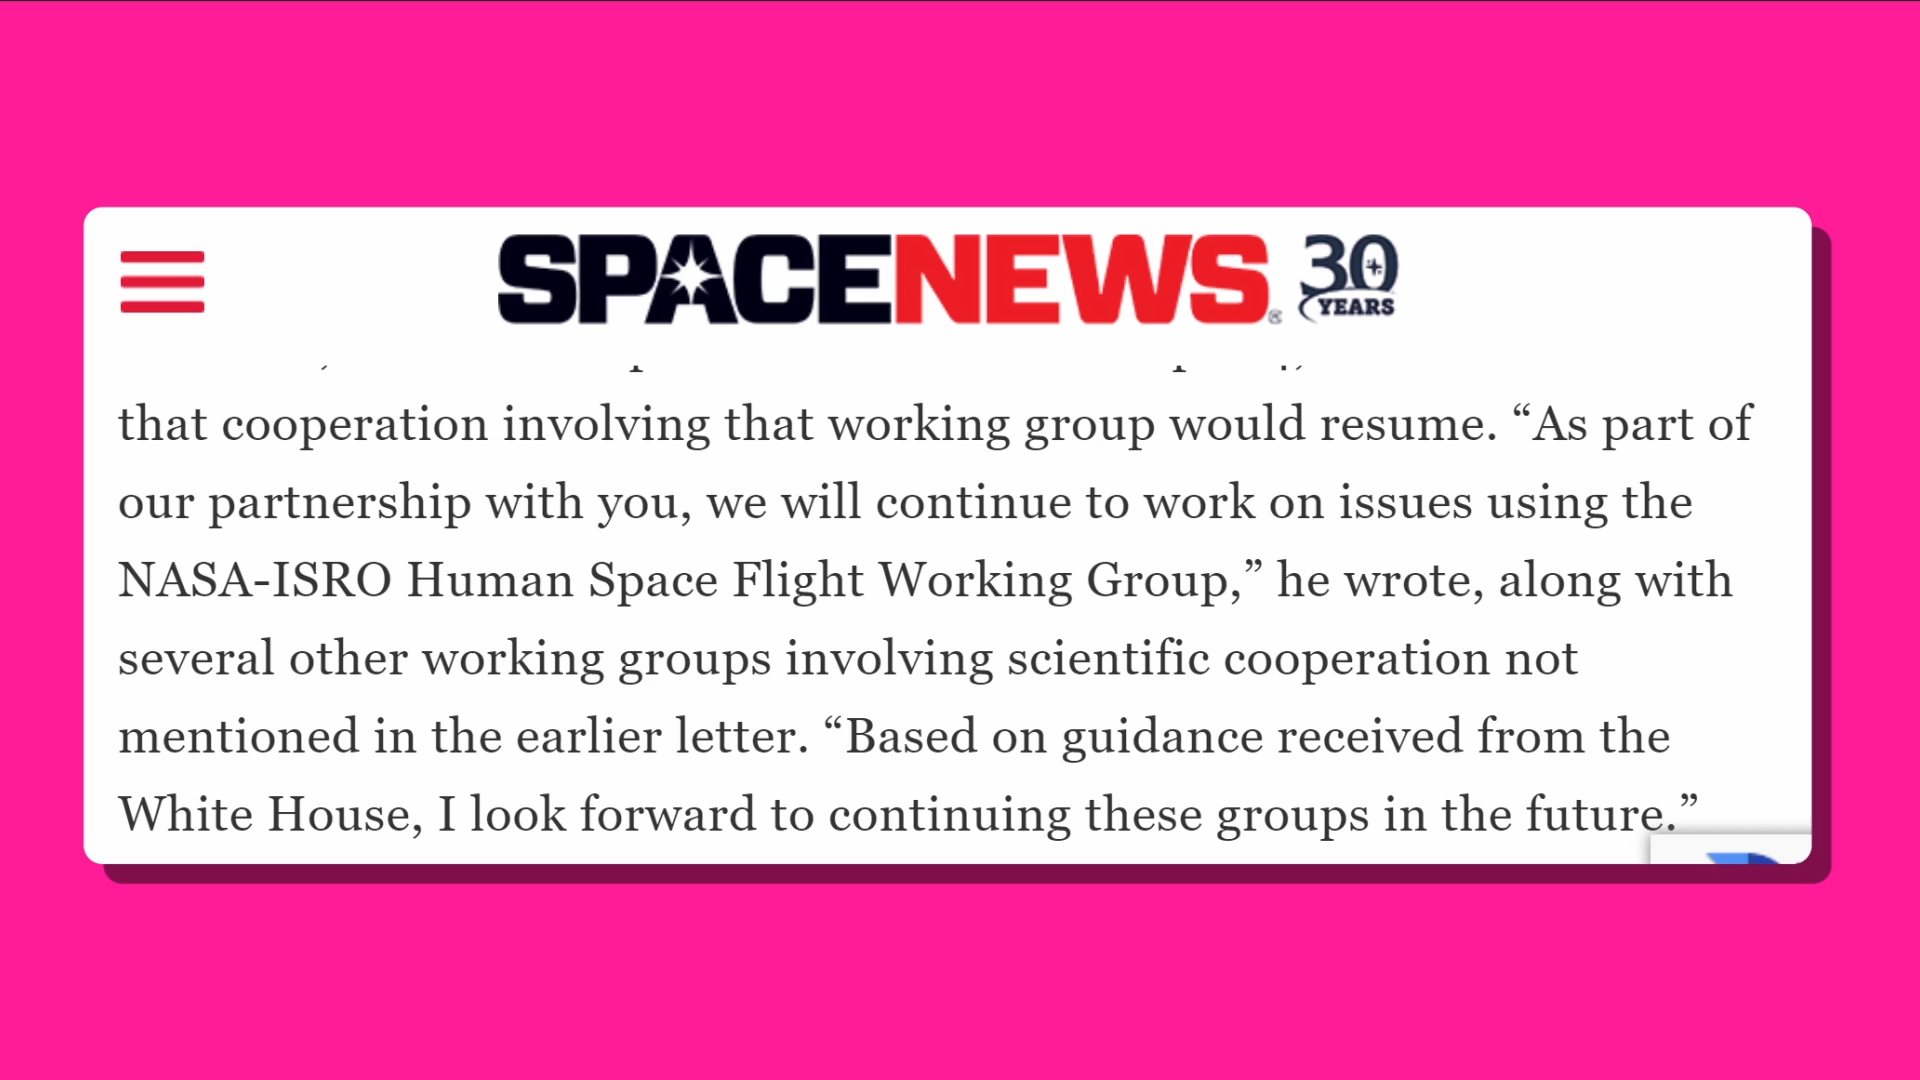 SPACENEWS® 30 YEARS
that cooperation involving that working group would resume. “As part of
our partnership with you, we will continue to work on issues using the
NASA-ISRO Human Space Flight Working Group,” he wrote, along with
several other working groups involving scientific cooperation not
mentioned in the earlier letter. “Based on guidance received from the
White House, I look forward to continuing these groups in the future.”